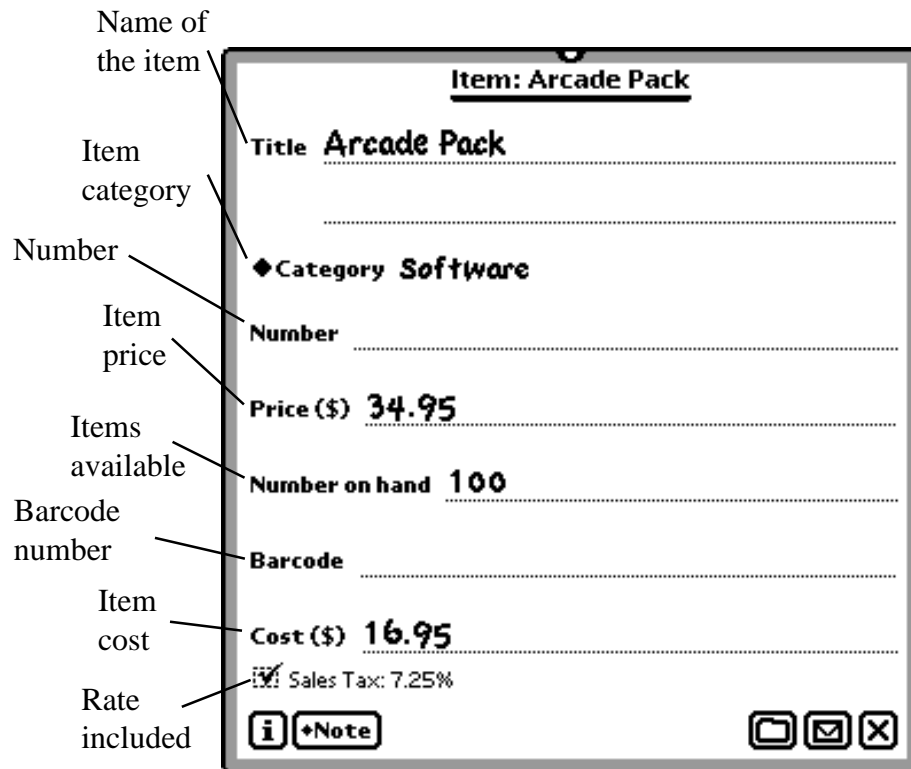 Name of
the item
Item: Arcade Pack
Title Arcade Pack
Item
category
Number
◆Category Software
Item
price
Number
Price ($) 34.95
Items
available
Number on hand 100
Barcode
number
Barcode
Item
cost
Cost ($) 16.95
Sales Tax: 7.25%
Rate
included
i ◆Note